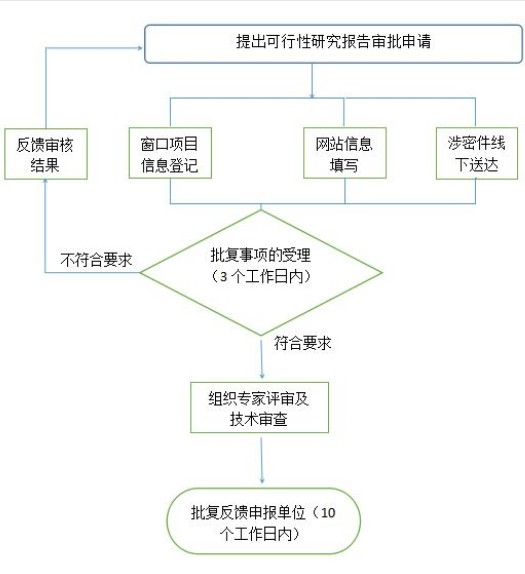 提出可行性研究报告审批申请
反馈审核
结果
窗口项目
信息登记
网站信息
填写
涉密件线
下送达
不符合要求
批复事项的受理
（3 个工作日内）
符合要求
组织专家评审及
技术审查
批复反馈申报单位（10
个工作日内）